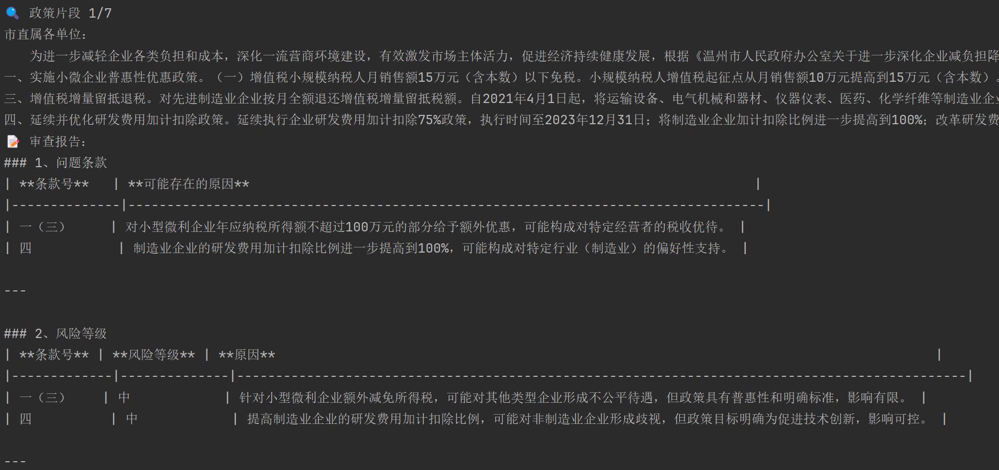 🔍 政策片段 1/7
市直属各单位：
为进一步减轻企业各类负担和成本，深化一流营商环境建设，有效激发市场主体活力，促进经济持续健康发展，根据《温州市人民政府办公室关于进一步深化企业减负担降
一、实施小微企业普惠性优惠政策。（一）增值税小规模纳税人月销售额15万元（含本数）以下免税。小规模纳税人增值税起征点从月销售额10万元提高到15万元（含本数）。
三、增值税增量留抵退税。对先进制造业企业按月全额退还增值税增量留抵税额。自2021年4月1日起，将运输设备、电气机械和器材、仪器仪表、医药、化学纤维等制造业企业
四、延续并优化研发费用加计扣除政策。延续执行企业研发费用加计扣除75%政策，执行时间至2023年12月31日；将制造业企业加计扣除比例进一步提高到100%；改革研发费
📝 审查报告：
### 1、问题条款
| **条款号** | **可能存在的原因** |
|--------------|----------------------------------------------------------------------------------|
| 一（三） | 对小型微利企业年应纳税所得额不超过100万元的部分给予额外优惠，可能构成对特定经营者的税收优待。 |
| 四 | 制造业企业的研发费用加计扣除比例进一步提高到100%，可能构成对特定行业（制造业）的偏好性支持。 |
---
### 2、风险等级
| **条款号** | **风险等级** | **原因** |
|-------------|--------------|----------------------------------------------------------------------------------------------|
| 一（三） | 中 | 针对小型微利企业额外减免所得税，可能对其他类型企业形成不公平待遇，但政策具有普惠性和明确标准，影响有限。 |
| 四 | 中 | 提高制造业企业的研发费用加计扣除比例，可能对非制造业企业形成歧视，但政策目标明确为促进技术创新，影响可控。 |
---